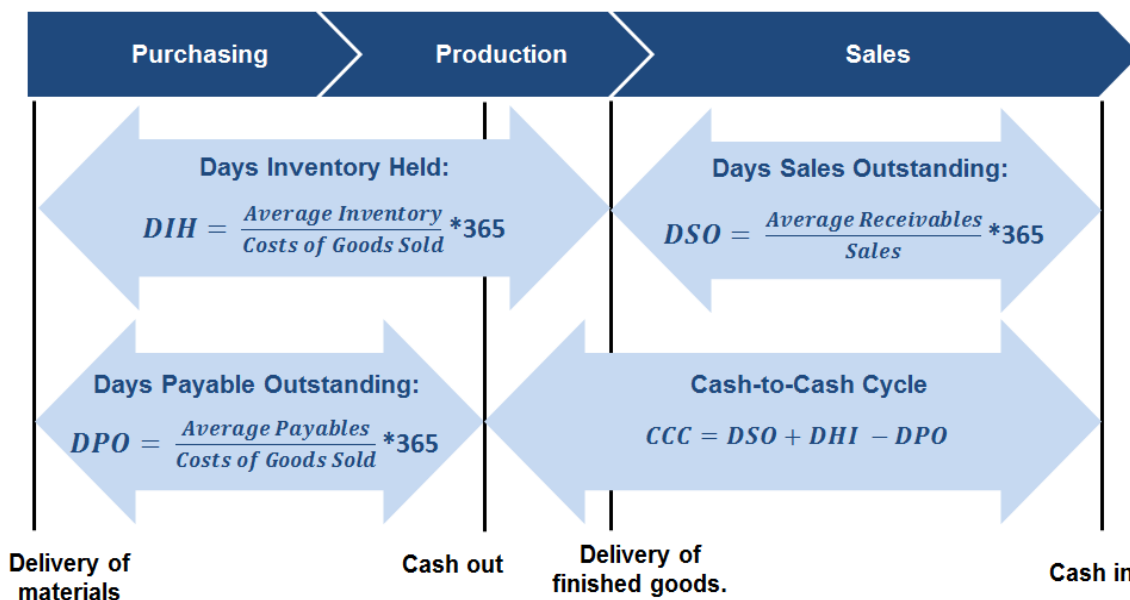 Purchasing
Production
Sales
Days Inventory Held:
DIH = Average Inventory / Costs of Goods Sold *365
Days Sales Outstanding:
DSO = Average Receivables / Sales *365
Days Payable Outstanding:
DPO = Average Payables / Costs of Goods Sold *365
Cash-to-Cash Cycle
CCC = DSO + DHI − DPO
Delivery of
materials
Cash out
Delivery of
finished goods.
Cash in